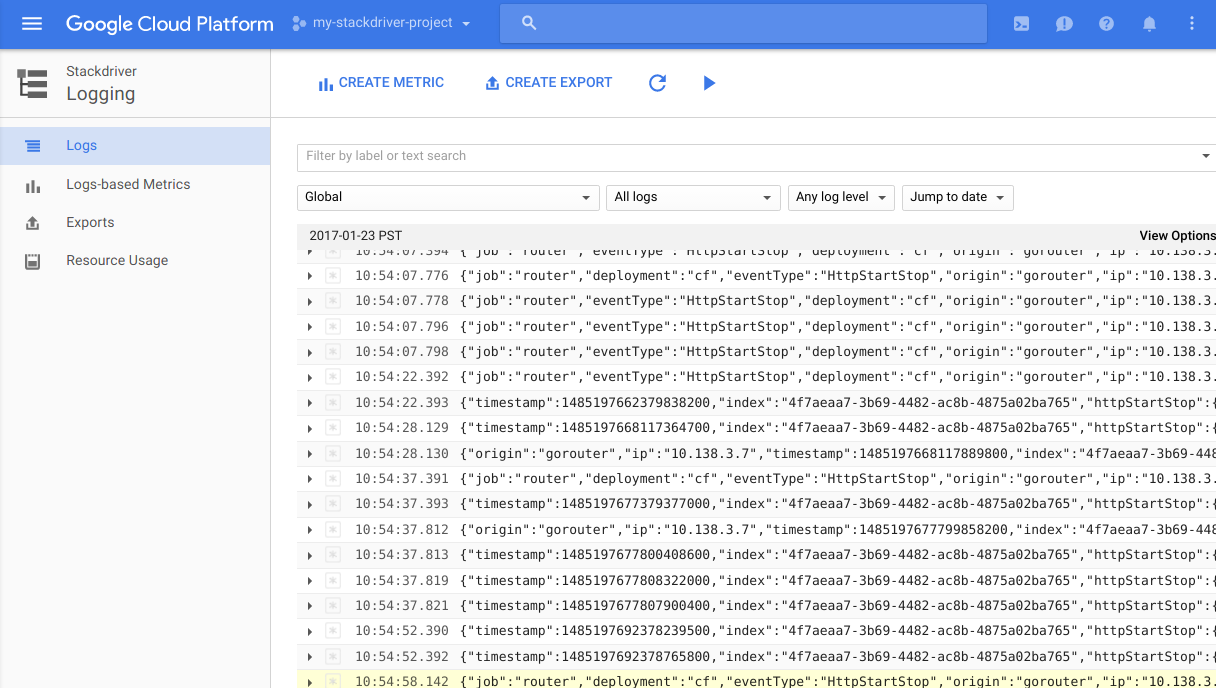 Google Cloud Platform my-stackdriver-project
Stackdriver
Logging
CREATE METRIC CREATE EXPORT
Logs
Logs-based Metrics
Exports
Resource Usage
Filter by label or text search
Global All logs Any log level Jump to date
2017-01-23 PST View Options
10:54:07.394 {"job":"router","eventType":"HttpStartStop","deployment":"cf","origin":"gorouter","ip":"10.138.3.
10:54:07.776 {"job":"router","deployment":"cf","eventType":"HttpStartStop","origin":"gorouter","ip":"10.138.3.
10:54:07.778 {"job":"router","eventType":"HttpStartStop","deployment":"cf","origin":"gorouter","ip":"10.138.3.
10:54:07.796 {"job":"router","eventType":"HttpStartStop","deployment":"cf","origin":"gorouter","ip":"10.138.3.
10:54:07.798 {"job":"router","eventType":"HttpStartStop","deployment":"cf","origin":"gorouter","ip":"10.138.3.
10:54:22.392 {"job":"router","eventType":"HttpStartStop","deployment":"cf","origin":"gorouter","ip":"10.138.3.
10:54:22.393 {"timestamp":1485197662379838200,"index":"4f7aeaa7-3b69-4482-ac8b-4875a02ba765","httpStartStop":{
10:54:28.129 {"timestamp":1485197668117364700,"index":"4f7aeaa7-3b69-4482-ac8b-4875a02ba765","httpStartStop":{
10:54:28.130 {"origin":"gorouter","ip":"10.138.3.7","timestamp":1485197668117889800,"index":"4f7aeaa7-3b69-448
10:54:37.391 {"job":"router","deployment":"cf","eventType":"HttpStartStop","origin":"gorouter","ip":"10.138.3.
10:54:37.393 {"timestamp":1485197677379377000,"index":"4f7aeaa7-3b69-4482-ac8b-4875a02ba765","httpStartStop":{
10:54:37.812 {"origin":"gorouter","ip":"10.138.3.7","timestamp":1485197677799858200,"index":"4f7aeaa7-3b69-448
10:54:37.813 {"timestamp":1485197677800408600,"index":"4f7aeaa7-3b69-4482-ac8b-4875a02ba765","httpStartStop":{
10:54:37.819 {"timestamp":1485197677808322000,"index":"4f7aeaa7-3b69-4482-ac8b-4875a02ba765","httpStartStop":{
10:54:37.821 {"timestamp":1485197677807900400,"index":"4f7aeaa7-3b69-4482-ac8b-4875a02ba765","httpStartStop":{
10:54:52.390 {"timestamp":1485197692378239500,"index":"4f7aeaa7-3b69-4482-ac8b-4875a02ba765","httpStartStop":{
10:54:52.392 {"timestamp":1485197692378765800,"index":"4f7aeaa7-3b69-4482-ac8b-4875a02ba765","httpStartStop":{
10:54:58.142 {"job":"router","deployment":"cf","eventType":"HttpStartStop","origin":"gorouter","ip":"10.138.3.